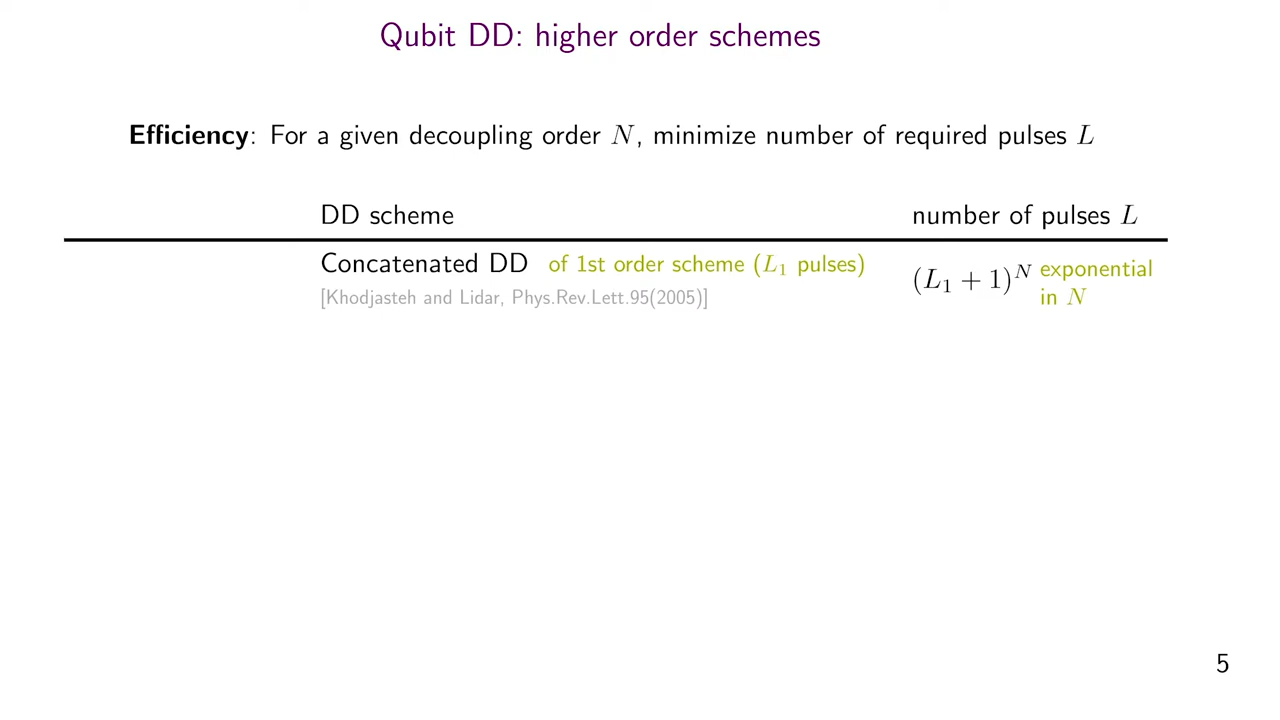 Qubit DD: higher order schemes
Efficiency: For a given decoupling order N, minimize number of required pulses L
DD scheme number of pulses L
Concatenated DD of 1st order scheme (L₁ pulses)
[Khodjasteh and Lidar, Phys.Rev.Lett.95(2005)]
(L₁ + 1)ᴺ exponential
in N
5